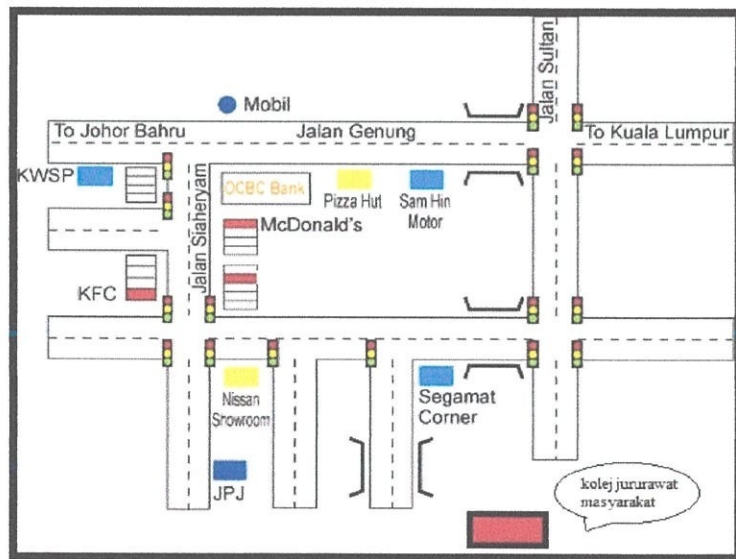 Jalan Sultan
Mobil
To Johor Bahru
Jalan Genung
To Kuala Lumpur
KWSP
OCBC Bank
Pizza Hut
Sam Hin
Motor
Jalan Siaheryam
McDonald's
KFC
Nissan
Showroom
Segamat
Corner
JPJ
kolej jururawat
masyarakat